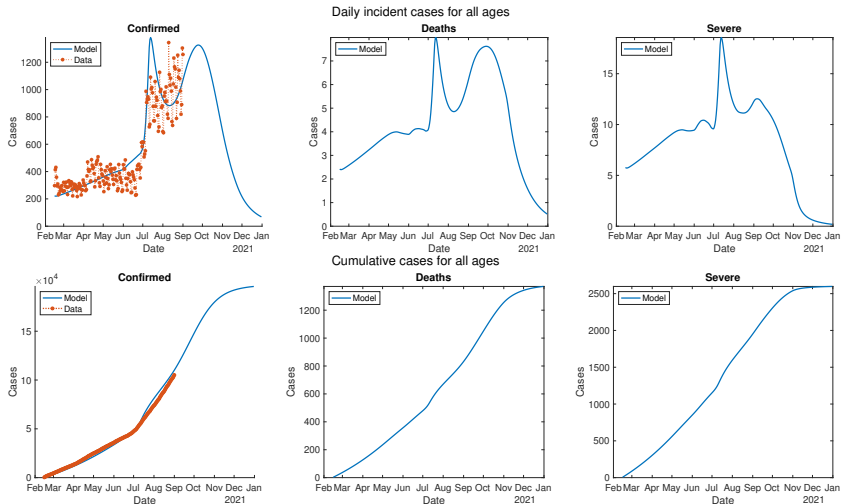 Daily incident cases for all ages
Confirmed
Model
Data
Cases
0
200
400
600
800
1000
1200
Feb Mar Apr May Jun Jul Aug Sep Oct Nov Dec Jan
Date
2021
Deaths
Model
Cases
0
1
2
3
4
5
6
7
Feb Mar Apr May Jun Jul Aug Sep Oct Nov Dec Jan
Date
2021
Severe
Model
Cases
0
5
10
15
Feb Mar Apr May Jun Jul Aug Sep Oct Nov Dec Jan
Date
2021
Cumulative cases for all ages
Confirmed
×10⁴
Model
Data
Cases
0
5
10
15
Feb Mar Apr May Jun Jul Aug Sep Oct Nov Dec Jan
Date
2021
Deaths
Model
Cases
0
200
400
600
800
1000
1200
Feb Mar Apr May Jun Jul Aug Sep Oct Nov Dec Jan
Date
2021
Severe
Model
Cases
0
500
1000
1500
2000
2500
Feb Mar Apr May Jun Jul Aug Sep Oct Nov Dec Jan
Date
2021